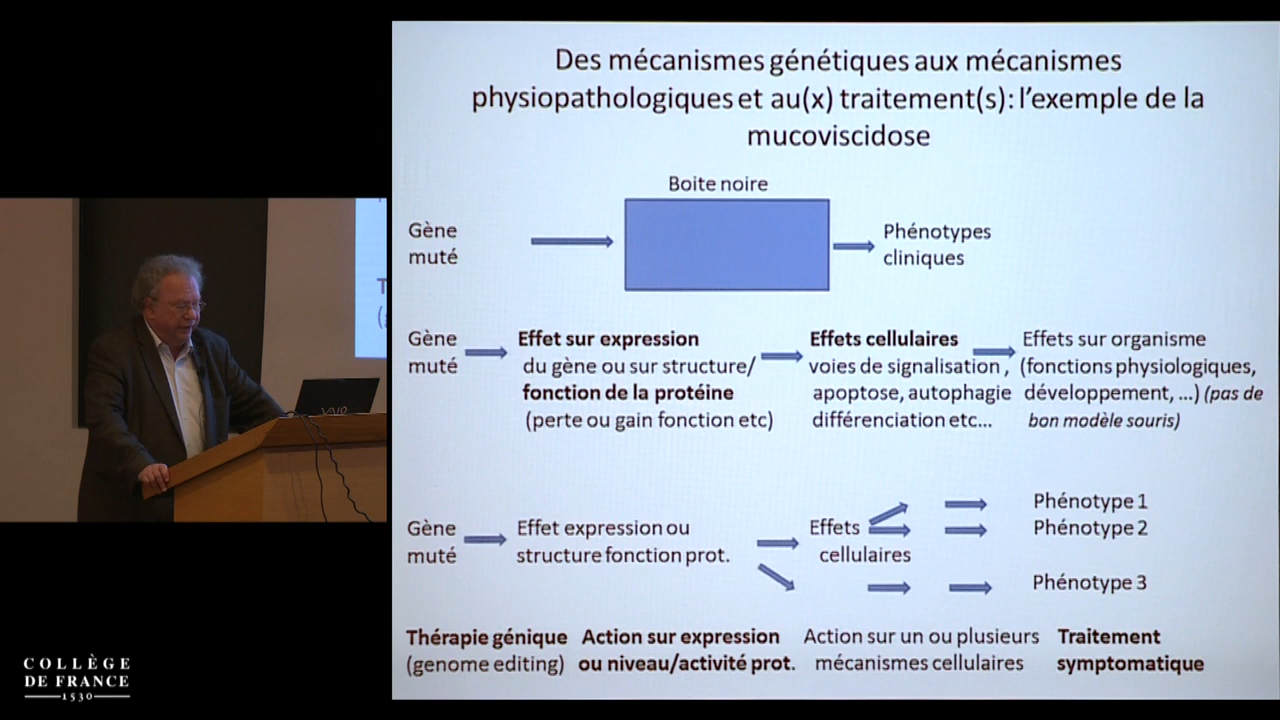 Des mécanismes génétiques aux mécanismes
physiopathologiques et au(x) traitement(s): l'exemple de la
mucoviscidose
Boite noire
Gène
muté
Phénotypes
cliniques
Gène
muté
Effet sur expression
du gène ou sur structure/
fonction de la protéine
(perte ou gain fonction etc)
Effets cellulaires
voies de signalisation,
apoptose, autophagie
différenciation etc...
Effets sur organisme
(fonctions physiologiques,
développement, ...) (pas de
bon modèle souris)
Gène
muté
Effet expression ou
structure fonction prot.
Effets
cellulaires
Phénotype 1
Phénotype 2
Phénotype 3
Thérapie génique
(genome editing)
Action sur expression
ou niveau/activité prot.
Action sur un ou plusieurs
mécanismes cellulaires
Traitement
symptomatique
VAIO
COLLÈGE
DE FRANCE
1530